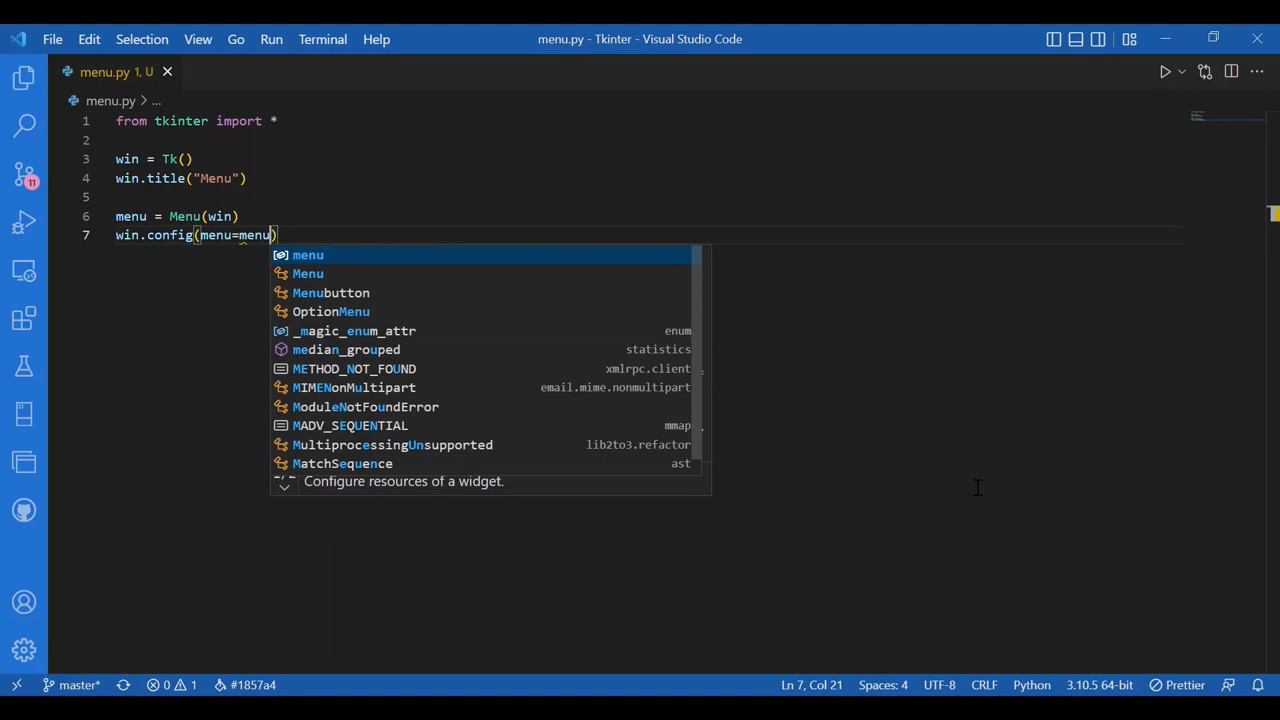 File Edit Selection View Go Run Terminal Help
menu.py - Tkinter - Visual Studio Code
menu.py 1, U
menu.py > ...
1 from tkinter import *
2
3 win = Tk()
4 win.title("Menu")
5
6 menu = Menu(win)
7 win.config(menu=menu)
menu
Menu
Menubutton
OptionMenu
_magic_enum_attr enum
median_grouped statistics
METHOD_NOT_FOUND xmlrpc.client
MIMENonMultipart email.mime.nonmultipart
ModuleNotFoundError
MADV_SEQUENTIAL mmap
MultiprocessingUnsupported lib2to3.refactor
MatchSequence ast
Configure resources of a widget.
11
master* 0 1 #1857a4 Ln 7, Col 21 Spaces: 4 UTF-8 CRLF Python 3.10.5 64-bit Prettier